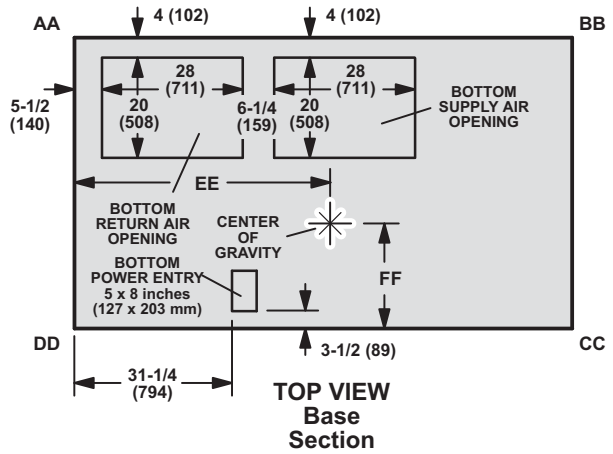 AA
4 (102)
4 (102)
BB
5-1/2
(140)
28
(711)
20
(508)
6-1/4
(159)
28
(711)
20
(508)
BOTTOM
SUPPLY AIR
OPENING
EE
BOTTOM
RETURN AIR
OPENING
CENTER
OF
GRAVITY
BOTTOM
POWER ENTRY
5 x 8 inches
(127 x 203 mm)
FF
DD
3-1/2 (89)
CC
31-1/4
(794)
TOP VIEW
Base
Section